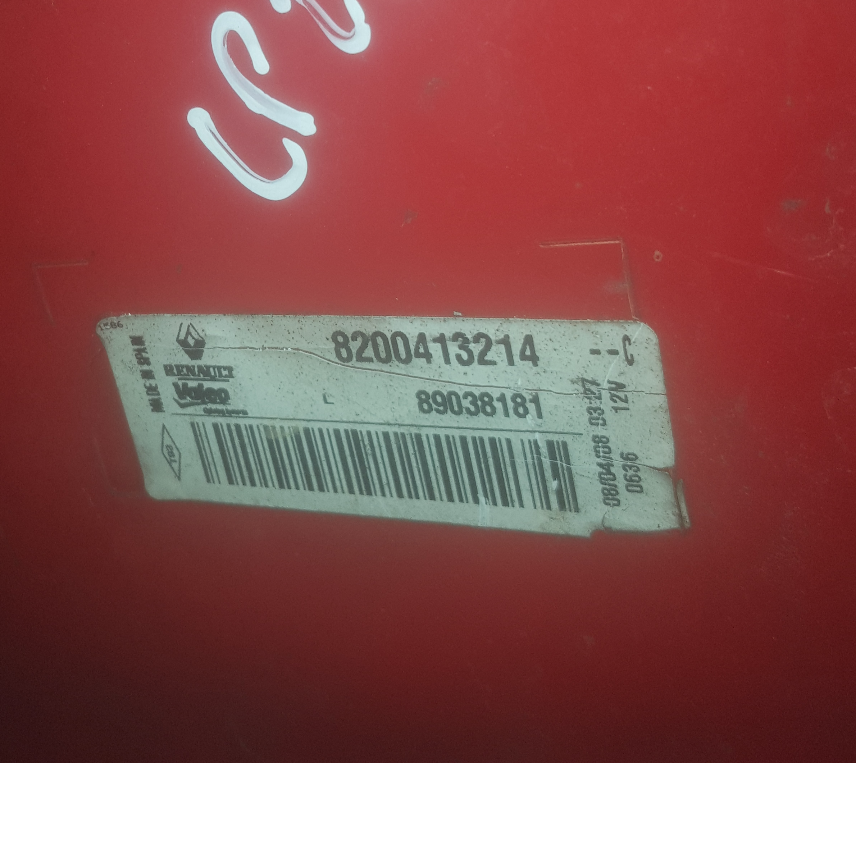 8200413214 --C
RENAULT
Valeo
L 89038181
MADE IN SPAIN
08/04/08 03:27
0636 12V